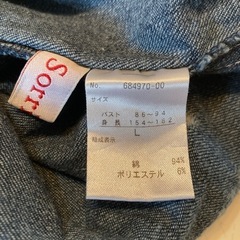 Sorr
No. 684970-00
サイズ
バスト 86~94
身長 154~162
L
組成表示
綿 94%
ポリエステル 6%